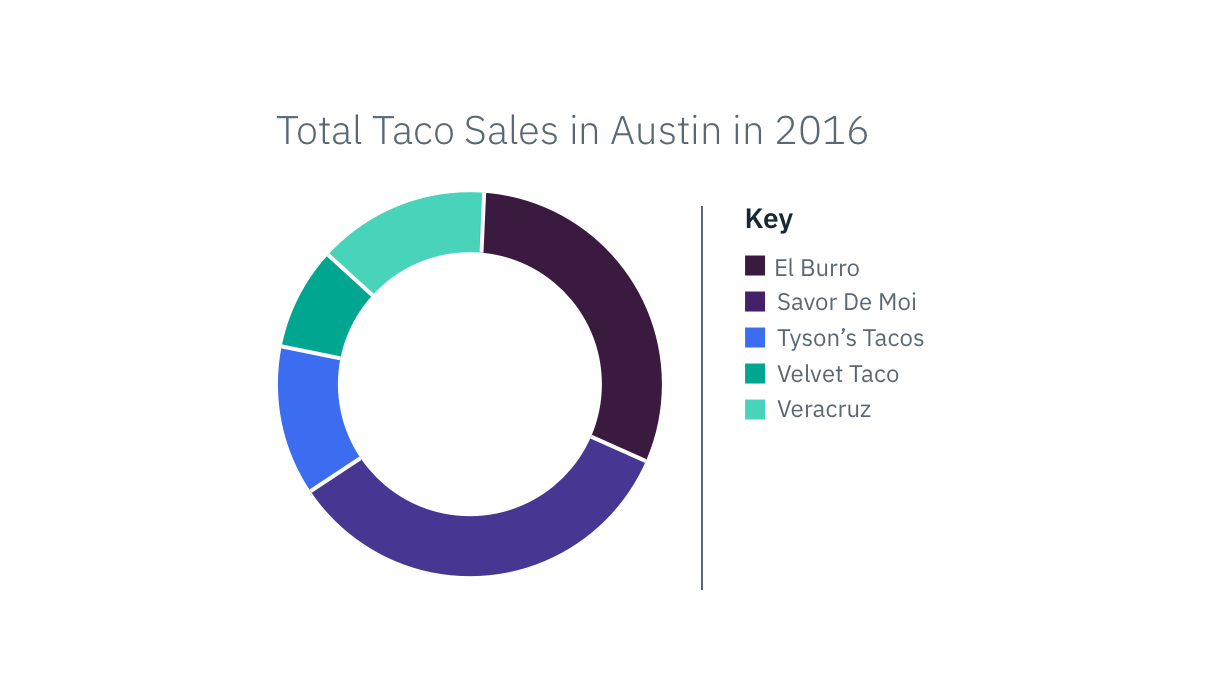 Total Taco Sales in Austin in 2016
Key
El Burro
Savor De Moi
Tyson’s Tacos
Velvet Taco
Veracruz